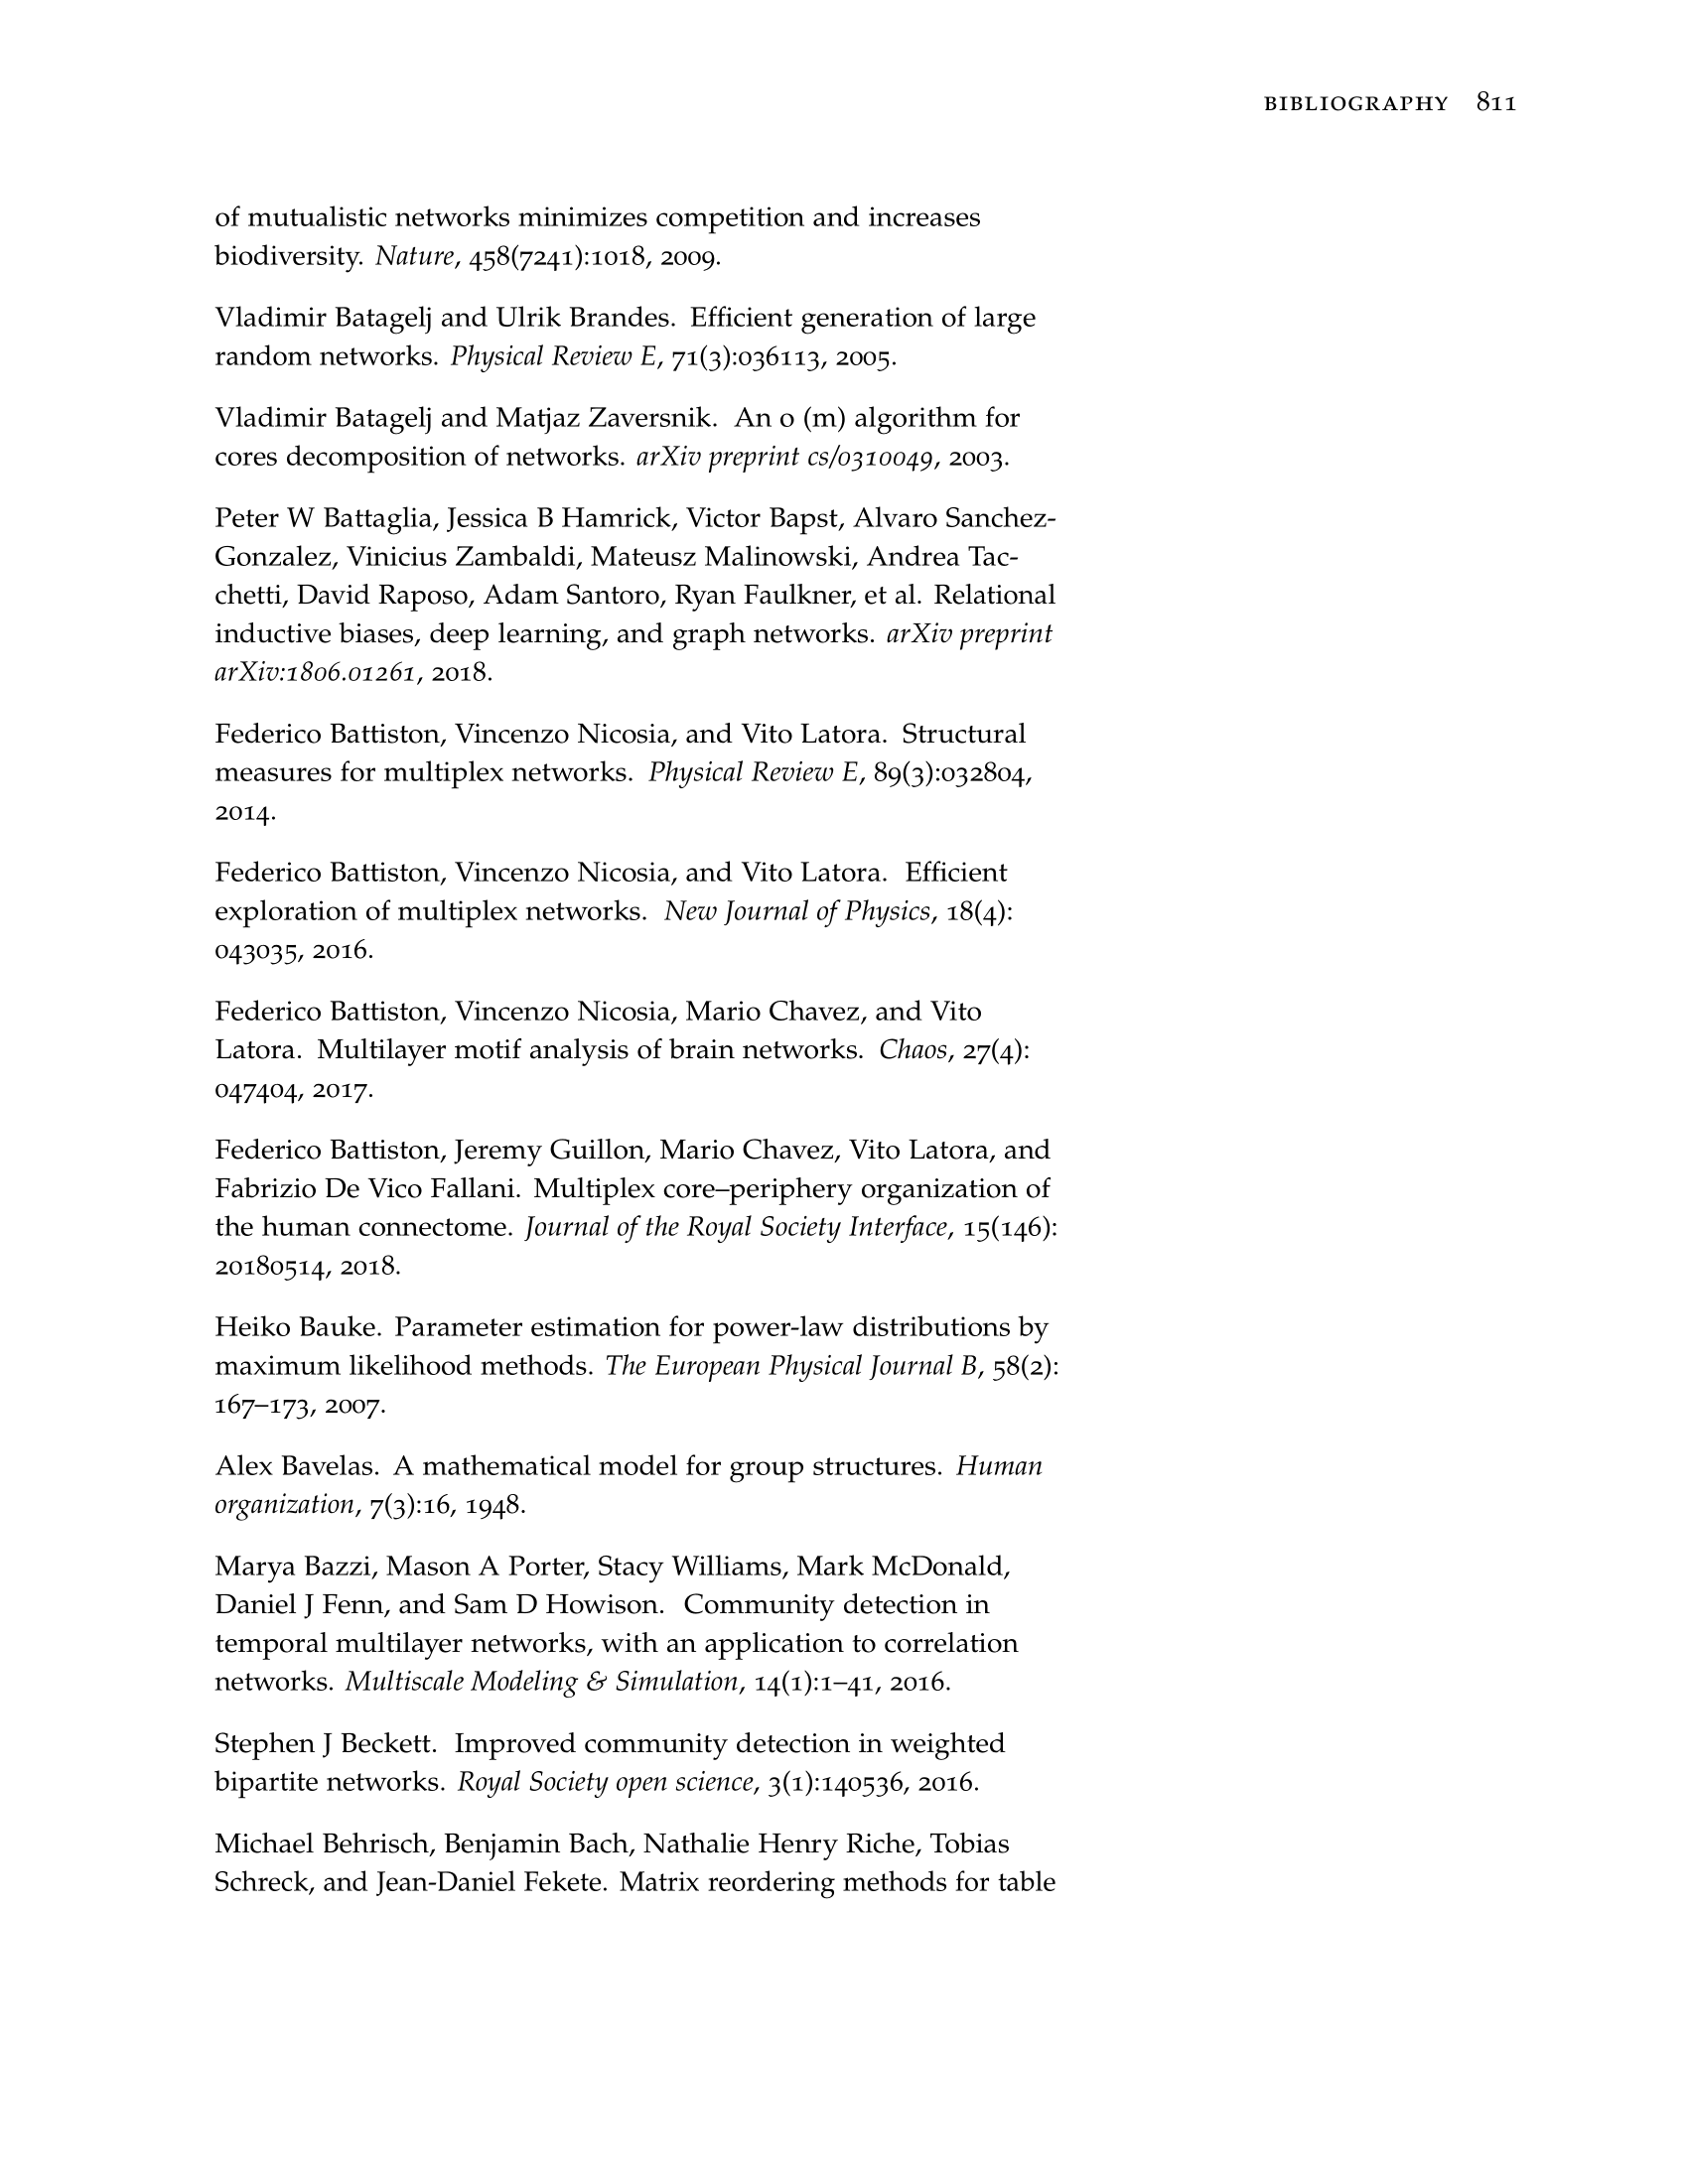 BIBLIOGRAPHY 811
of mutualistic networks minimizes competition and increases
biodiversity. Nature, 458(7241):1018, 2009.
Vladimir Batagelj and Ulrik Brandes. Efficient generation of large
random networks. Physical Review E, 71(3):036113, 2005.
Vladimir Batagelj and Matjaz Zaversnik. An o (m) algorithm for
cores decomposition of networks. arXiv preprint cs/0310049, 2003.
Peter W Battaglia, Jessica B Hamrick, Victor Bapst, Alvaro Sanchez-
Gonzalez, Vinicius Zambaldi, Mateusz Malinowski, Andrea Tac-
chetti, David Raposo, Adam Santoro, Ryan Faulkner, et al. Relational
inductive biases, deep learning, and graph networks. arXiv preprint
arXiv:1806.01261, 2018.
Federico Battiston, Vincenzo Nicosia, and Vito Latora. Structural
measures for multiplex networks. Physical Review E, 89(3):032804,
2014.
Federico Battiston, Vincenzo Nicosia, and Vito Latora. Efficient
exploration of multiplex networks. New Journal of Physics, 18(4):
043035, 2016.
Federico Battiston, Vincenzo Nicosia, Mario Chavez, and Vito
Latora. Multilayer motif analysis of brain networks. Chaos, 27(4):
047404, 2017.
Federico Battiston, Jeremy Guillon, Mario Chavez, Vito Latora, and
Fabrizio De Vico Fallani. Multiplex core–periphery organization of
the human connectome. Journal of the Royal Society Interface, 15(146):
20180514, 2018.
Heiko Bauke. Parameter estimation for power-law distributions by
maximum likelihood methods. The European Physical Journal B, 58(2):
167–173, 2007.
Alex Bavelas. A mathematical model for group structures. Human
organization, 7(3):16, 1948.
Marya Bazzi, Mason A Porter, Stacy Williams, Mark McDonald,
Daniel J Fenn, and Sam D Howison. Community detection in
temporal multilayer networks, with an application to correlation
networks. Multiscale Modeling & Simulation, 14(1):1–41, 2016.
Stephen J Beckett. Improved community detection in weighted
bipartite networks. Royal Society open science, 3(1):140536, 2016.
Michael Behrisch, Benjamin Bach, Nathalie Henry Riche, Tobias
Schreck, and Jean-Daniel Fekete. Matrix reordering methods for table